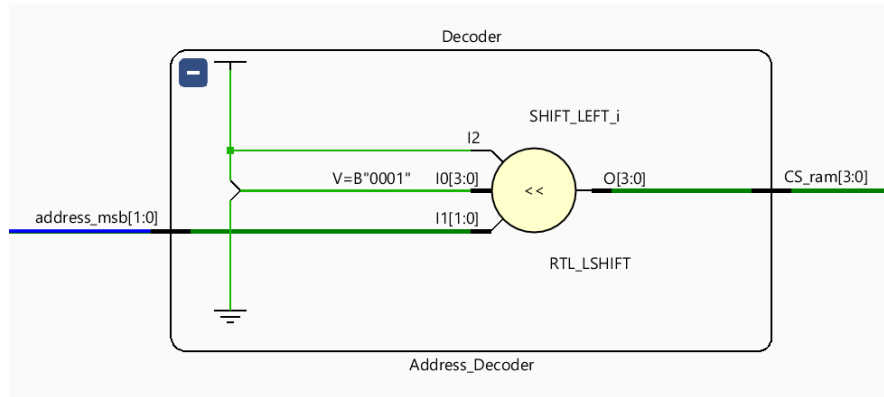 Decoder
SHIFT_LEFT_i
I2
V=B"0001"
I0[3:0]
<<
O[3:0]
CS_ram[3:0]
address_msb[1:0]
I1[1:0]
RTL_LSHIFT
Address_Decoder